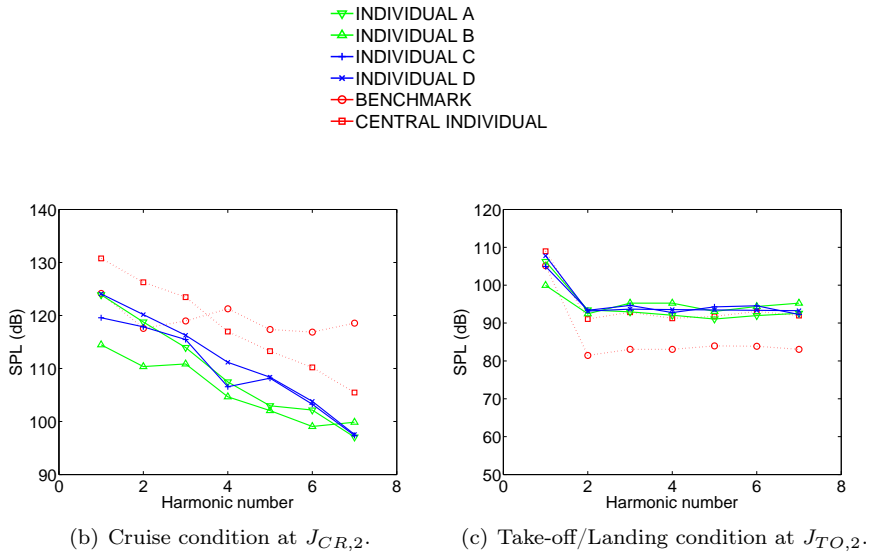 INDIVIDUAL A
INDIVIDUAL B
INDIVIDUAL C
INDIVIDUAL D
BENCHMARK
CENTRAL INDIVIDUAL
140
130
120
110
100
90
0
2
4
6
8
SPL (dB)
Harmonic number
(b) Cruise condition at J_{CR,2}.
120
110
100
90
80
70
60
50
0
2
4
6
8
SPL (dB)
Harmonic number
(c) Take-off/Landing condition at J_{TO,2}.